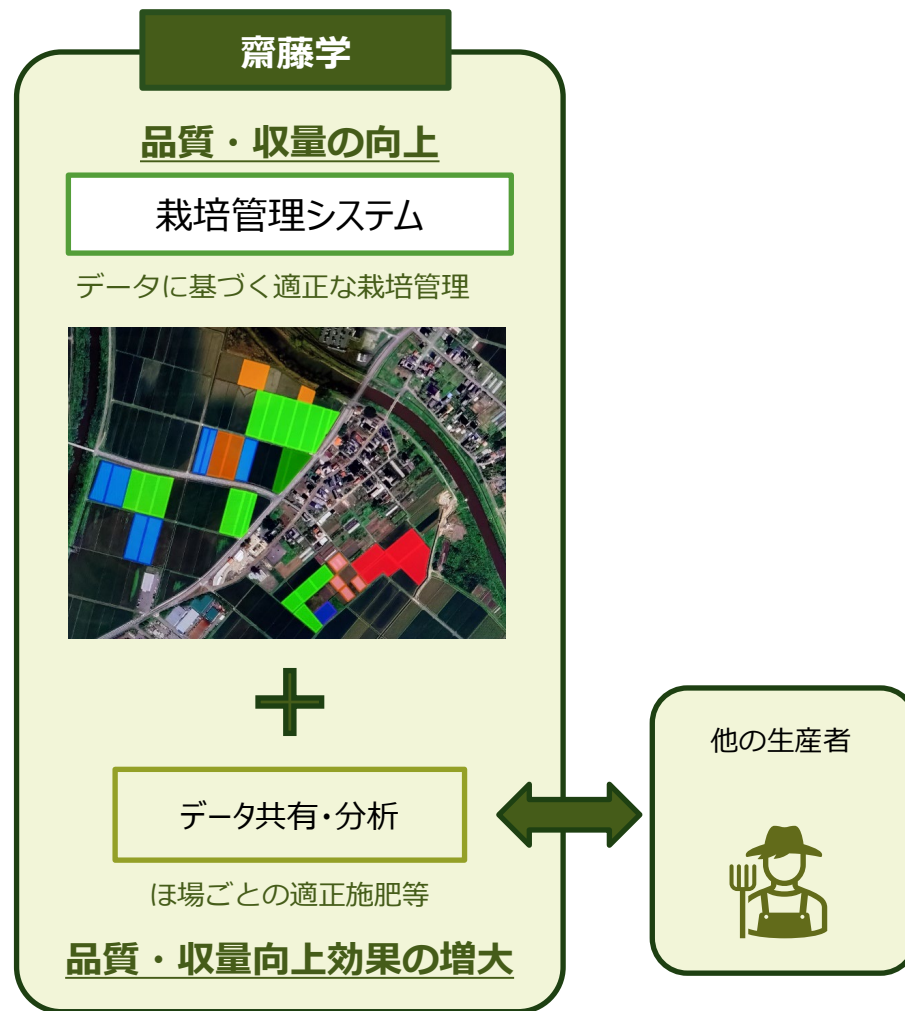 齋藤学
品質・収量の向上
栽培管理システム
データに基づく適正な栽培管理
データ共有・分析
ほ場ごとの適正施肥等
品質・収量向上効果の増大
他の生産者